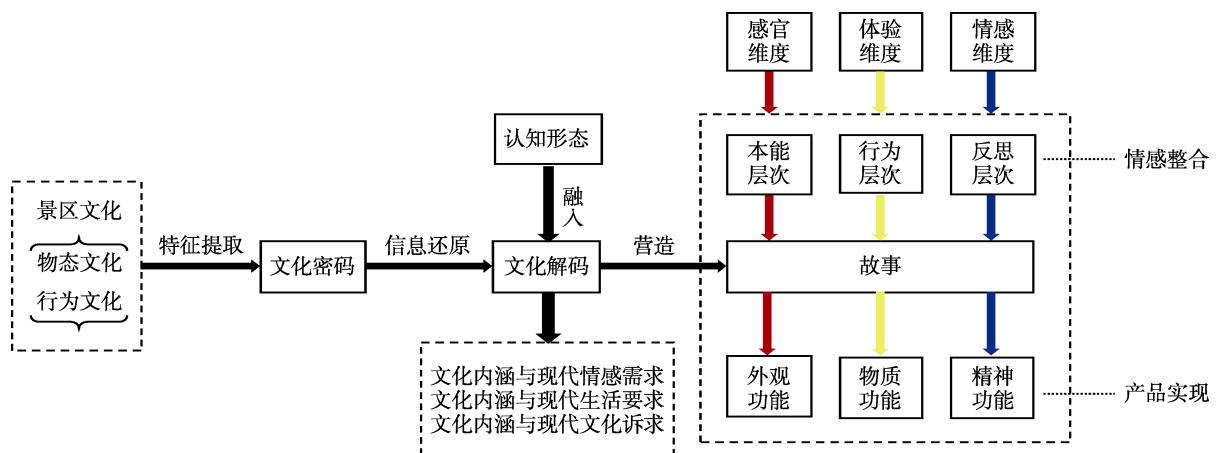 感官
维度
体验
维度
情感
维度
认知形态
本能
层次
行为
层次
反思
层次
情感整合
融
入
景区文化
物态文化
行为文化
特征提取
文化密码
信息还原
文化解码
营造
故事
文化内涵与现代情感需求
文化内涵与现代生活要求
文化内涵与现代文化诉求
外观
功能
物质
功能
精神
功能
产品实现